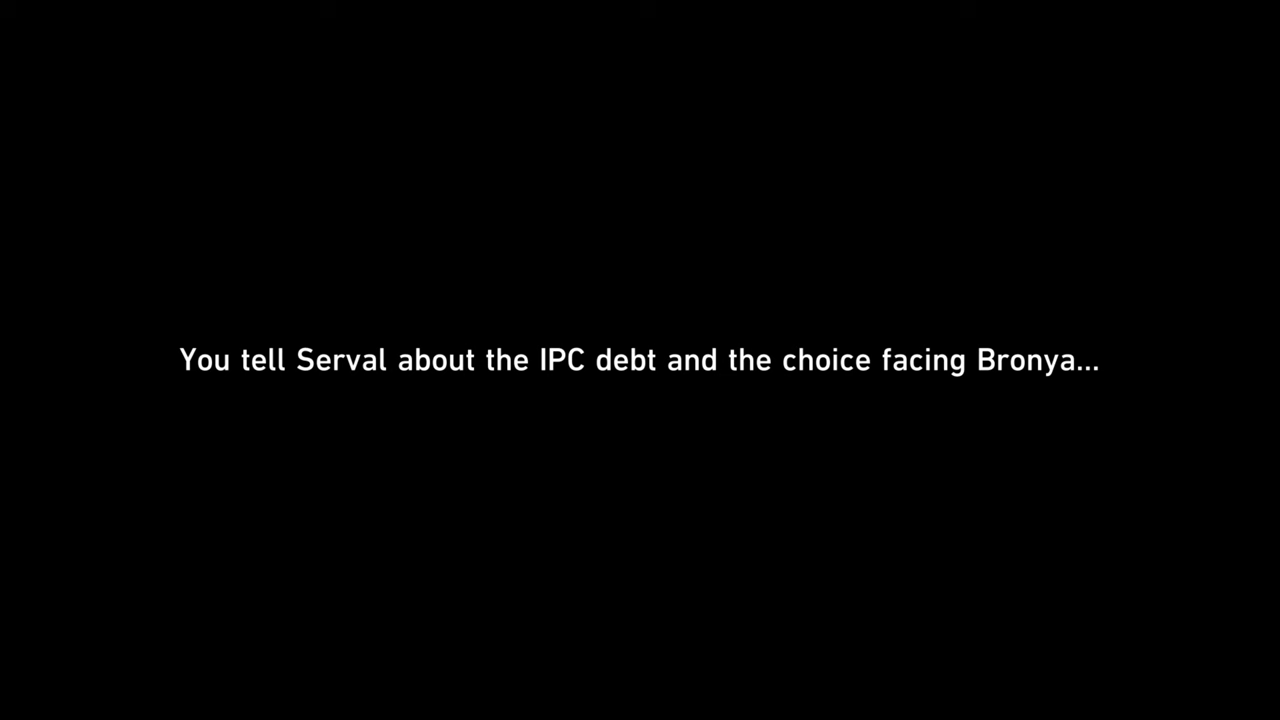 You tell Serval about the IPC debt and the choice facing Bronya...